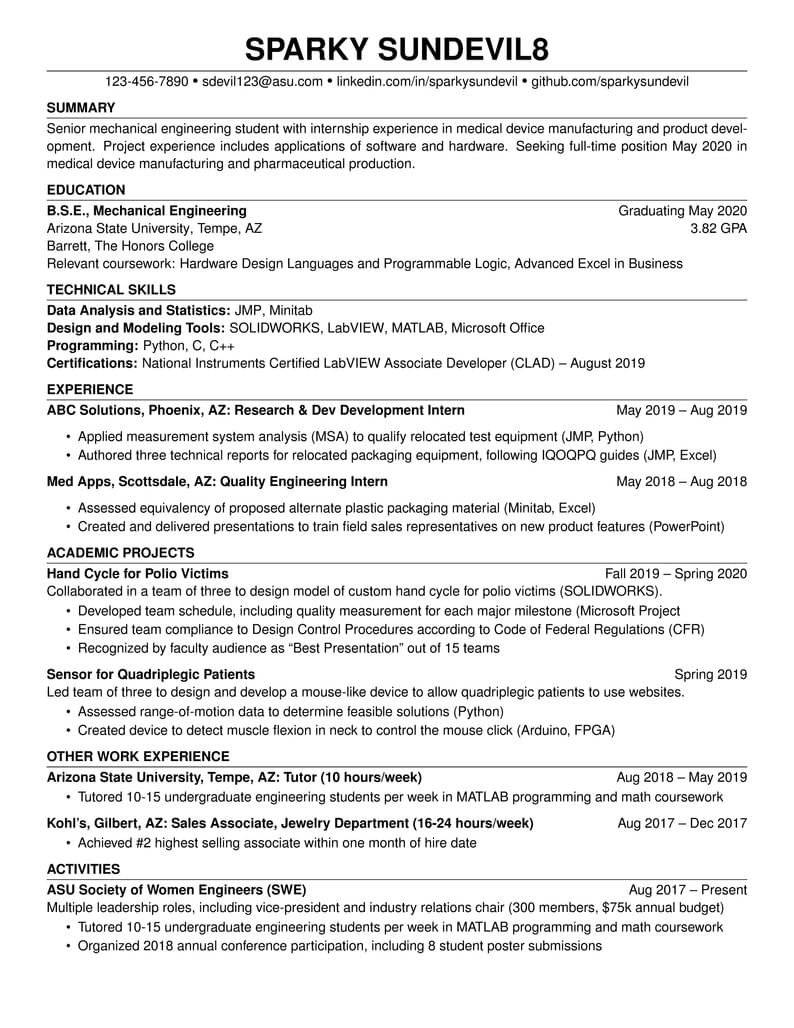 SPARKY SUNDEVIL8
123-456-7890 • sdevil123@asu.com • linkedin.com/in/sparkysundevil • github.com/sparkysundevil
SUMMARY
Senior mechanical engineering student with internship experience in medical device manufacturing and product devel-
opment. Project experience includes applications of software and hardware. Seeking full-time position May 2020 in
medical device manufacturing and pharmaceutical production.
EDUCATION
B.S.E., Mechanical Engineering Graduating May 2020
Arizona State University, Tempe, AZ 3.82 GPA
Barrett, The Honors College
Relevant coursework: Hardware Design Languages and Programmable Logic, Advanced Excel in Business
TECHNICAL SKILLS
Data Analysis and Statistics: JMP, Minitab
Design and Modeling Tools: SOLIDWORKS, LabVIEW, MATLAB, Microsoft Office
Programming: Python, C, C++
Certifications: National Instruments Certified LabVIEW Associate Developer (CLAD) – August 2019
EXPERIENCE
ABC Solutions, Phoenix, AZ: Research & Dev Development Intern May 2019 – Aug 2019
• Applied measurement system analysis (MSA) to qualify relocated test equipment (JMP, Python)
• Authored three technical reports for relocated packaging equipment, following IQOQPQ guides (JMP, Excel)
Med Apps, Scottsdale, AZ: Quality Engineering Intern May 2018 – Aug 2018
• Assessed equivalency of proposed alternate plastic packaging material (Minitab, Excel)
• Created and delivered presentations to train field sales representatives on new product features (PowerPoint)
ACADEMIC PROJECTS
Hand Cycle for Polio Victims Fall 2019 – Spring 2020
Collaborated in a team of three to design model of custom hand cycle for polio victims (SOLIDWORKS).
• Developed team schedule, including quality measurement for each major milestone (Microsoft Project
• Ensured team compliance to Design Control Procedures according to Code of Federal Regulations (CFR)
• Recognized by faculty audience as “Best Presentation” out of 15 teams
Sensor for Quadriplegic Patients Spring 2019
Led team of three to design and develop a mouse-like device to allow quadriplegic patients to use websites.
• Assessed range-of-motion data to determine feasible solutions (Python)
• Created device to detect muscle flexion in neck to control the mouse click (Arduino, FPGA)
OTHER WORK EXPERIENCE
Arizona State University, Tempe, AZ: Tutor (10 hours/week) Aug 2018 – May 2019
• Tutored 10-15 undergraduate engineering students per week in MATLAB programming and math coursework
Kohl’s, Gilbert, AZ: Sales Associate, Jewelry Department (16-24 hours/week) Aug 2017 – Dec 2017
• Achieved #2 highest selling associate within one month of hire date
ACTIVITIES
ASU Society of Women Engineers (SWE) Aug 2017 – Present
Multiple leadership roles, including vice-president and industry relations chair (300 members, $75k annual budget)
• Tutored 10-15 undergraduate engineering students per week in MATLAB programming and math coursework
• Organized 2018 annual conference participation, including 8 student poster submissions